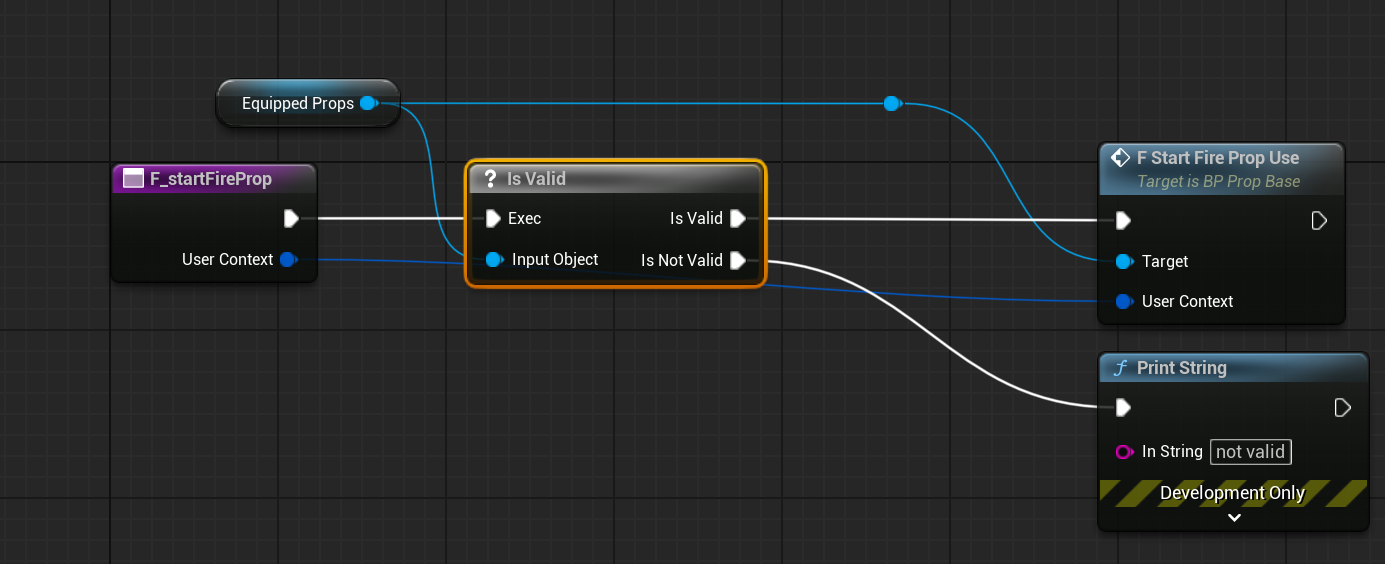 Equipped Props
F_startFireProp
User Context
? Is Valid
Exec
Is Valid
Input Object
Is Not Valid
F Start Fire Prop Use
Target is BP Prop Base
Target
User Context
f Print String
In String not valid
Development Only